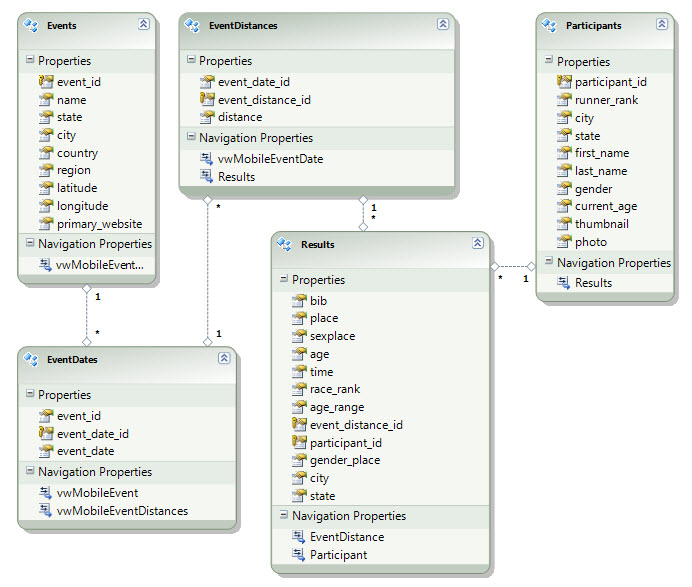 Events
Properties
event_id
name
state
city
country
region
latitude
longitude
primary_website
Navigation Properties
vwMobileEvent...
1
*
EventDates
Properties
event_id
event_date_id
event_date
Navigation Properties
vwMobileEvent
vwMobileEventDistances
EventDistances
Properties
event_date_id
event_distance_id
distance
Navigation Properties
vwMobileEventDate
Results
*
1
1
*
Results
Properties
bib
place
sexplace
age
time
race_rank
age_range
event_distance_id
participant_id
gender_place
city
state
Navigation Properties
EventDistance
Participant
* 1
Participants
Properties
participant_id
runner_rank
city
state
first_name
last_name
gender
current_age
thumbnail
photo
Navigation Properties
Results